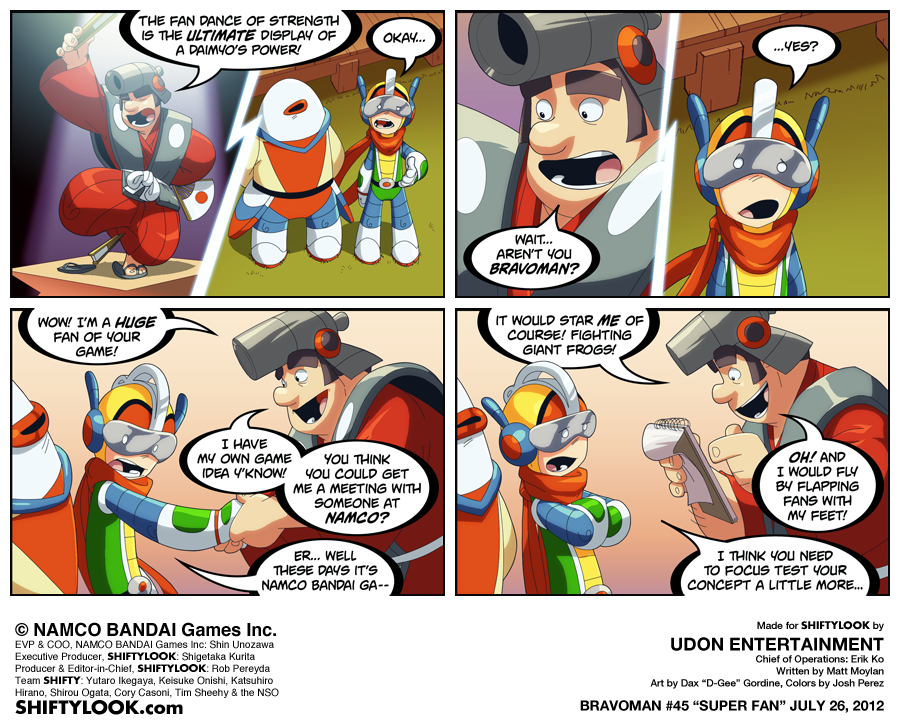 THE FAN DANCE OF STRENGTH
IS THE ULTIMATE DISPLAY OF
A DAIMYO'S POWER!
OKAY...
WAIT...
AREN'T YOU
BRAVOMAN?
...YES?
WOW! I'M A HUGE
FAN OF YOUR
GAME!
I HAVE
MY OWN GAME
IDEA Y'KNOW!
YOU THINK
YOU COULD GET
ME A MEETING WITH
SOMEONE AT
NAMCO?
ER... WELL
THESE DAYS IT'S
NAMCO BANDAI GA--
IT WOULD STAR ME OF
COURSE! FIGHTING
GIANT FROGS!
OH! AND
I WOULD FLY
BY FLAPPING
FANS WITH
MY FEET!
I THINK YOU NEED
TO FOCUS TEST YOUR
CONCEPT A LITTLE MORE...
© NAMCO BANDAI Games Inc.
EVP & COO, NAMCO BANDAI Games Inc: Shin Unozawa
Executive Producer, SHIFTYLOOK: Shigetaka Kurita
Producer & Editor-in-Chief, SHIFTYLOOK: Rob Pereyda
Team SHIFTY: Yutaro Ikegaya, Keisuke Onishi, Katsuhiro
Hirano, Shirou Ogata, Cory Casoni, Tim Sheehy & the NSO
SHIFTYLOOK.com
Made for SHIFTYLOOK by
UDON ENTERTAINMENT
Chief of Operations: Erik Ko
Written by Matt Moylan
Art by Dax "D-Gee" Gordine, Colors by Josh Perez
BRAVOMAN #45 "SUPER FAN" JULY 26, 2012